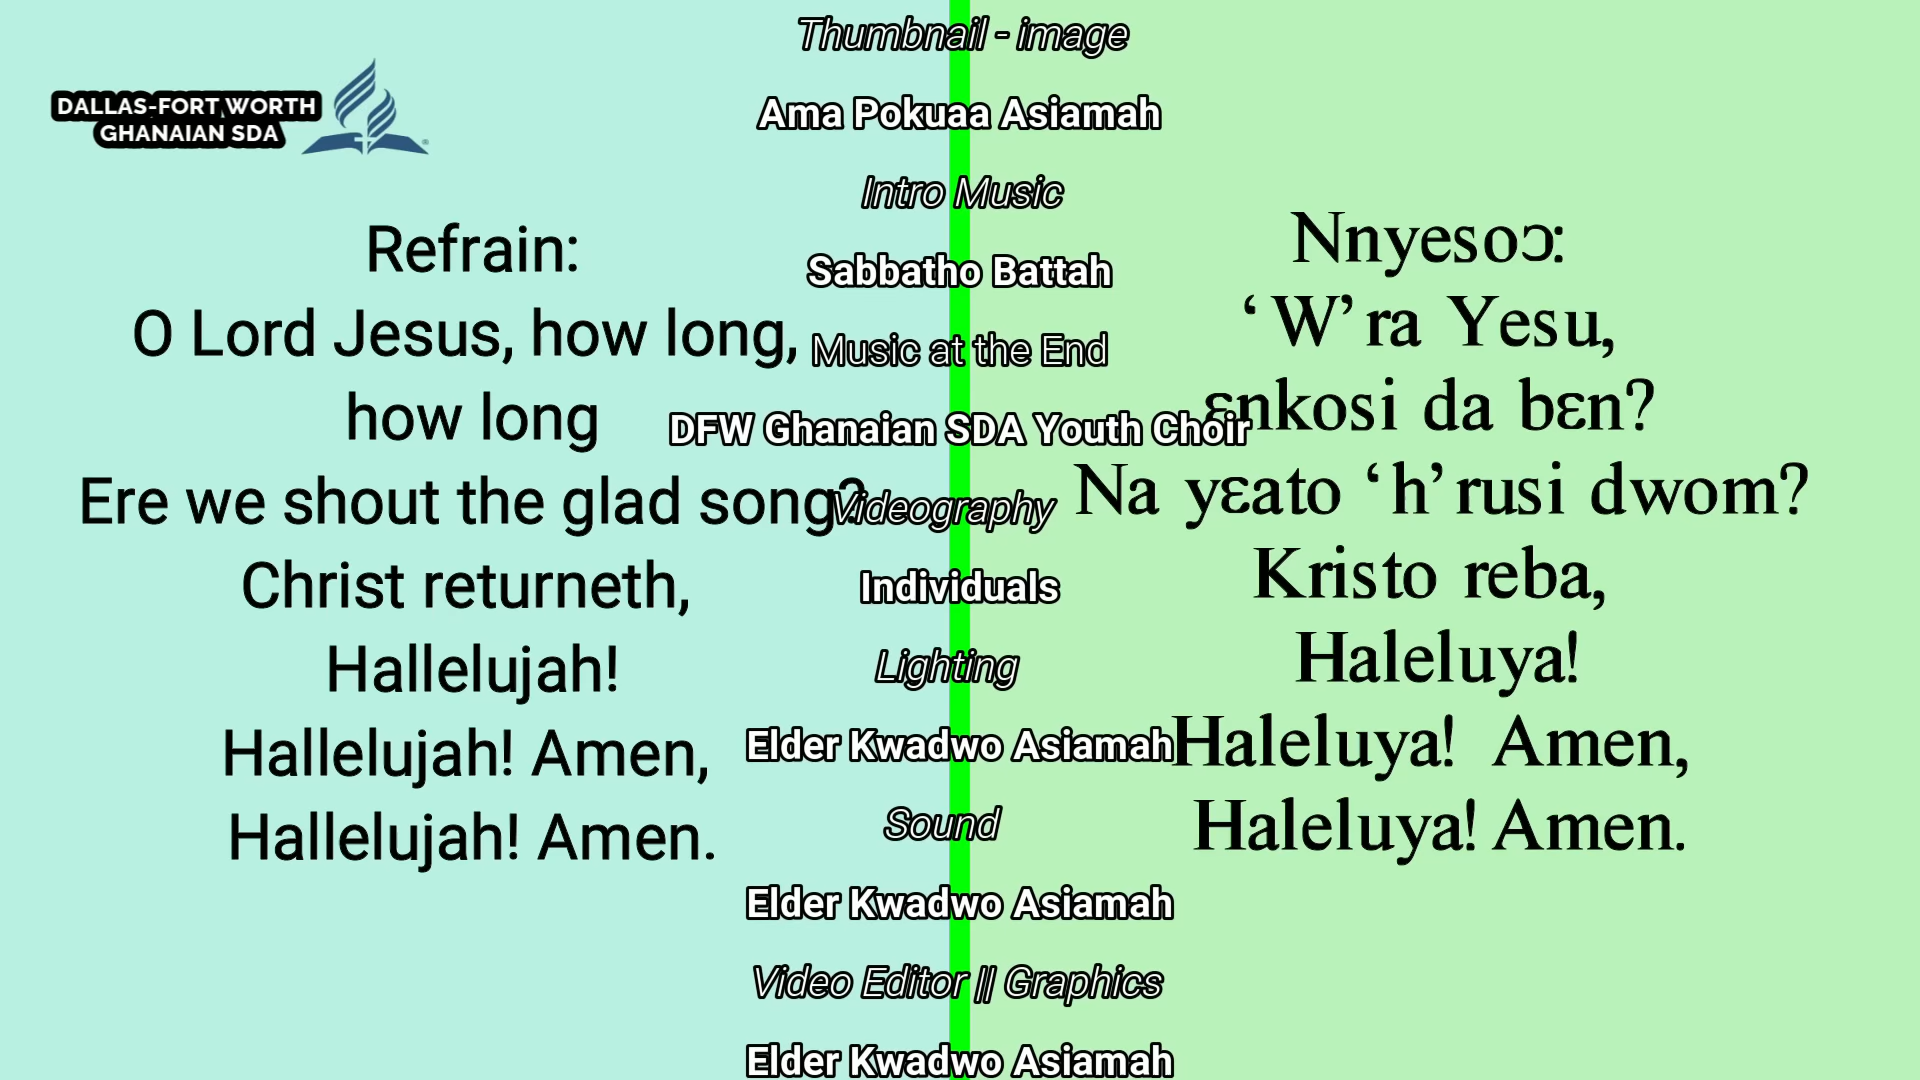 DALLAS-FORT WORTH
GHANAIAN SDA
Refrain:
O Lord Jesus, how long,
how long
Ere we shout the glad song?
Christ returneth,
Hallelujah!
Hallelujah! Amen,
Hallelujah! Amen.
Thumbnail - image
Ama Pokuaa Asiamah
Intro Music
Sabbatho Battah
Music at the End
DFW Ghanaian SDA Youth Choir
Videography
Individuals
Lighting
Elder Kwadwo Asiamah
Sound
Elder Kwadwo Asiamah
Video Editor || Graphics
Elder Kwadwo Asiamah
Nnyesoɔ:
‘W’ra Yesu,
ɛnkosi da bɛn?
Na yɛato ‘h’rusi dwom?
Kristo reba,
Haleluya!
Haleluya! Amen,
Haleluya! Amen.